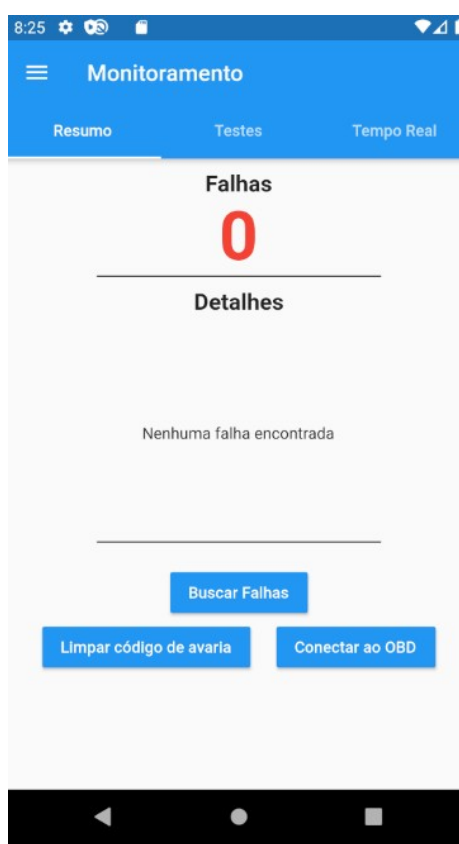 8:25
Monitoramento
Resumo Testes Tempo Real
Falhas
0
Detalhes
Nenhuma falha encontrada
Buscar Falhas
Limpar código de avaria Conectar ao OBD